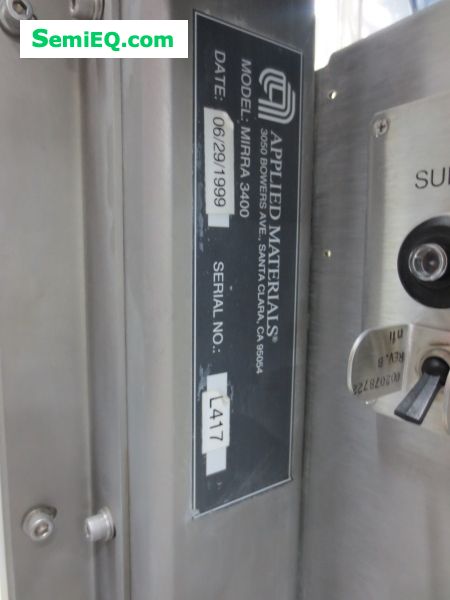 SemiEQ.com
APPLIED MATERIALS®
3050 BOWERS AVE., SANTA CLARA, CA 95054
MODEL: MIRRA 3400
DATE: 06/29/1999 SERIAL NO.: L417
REV. B